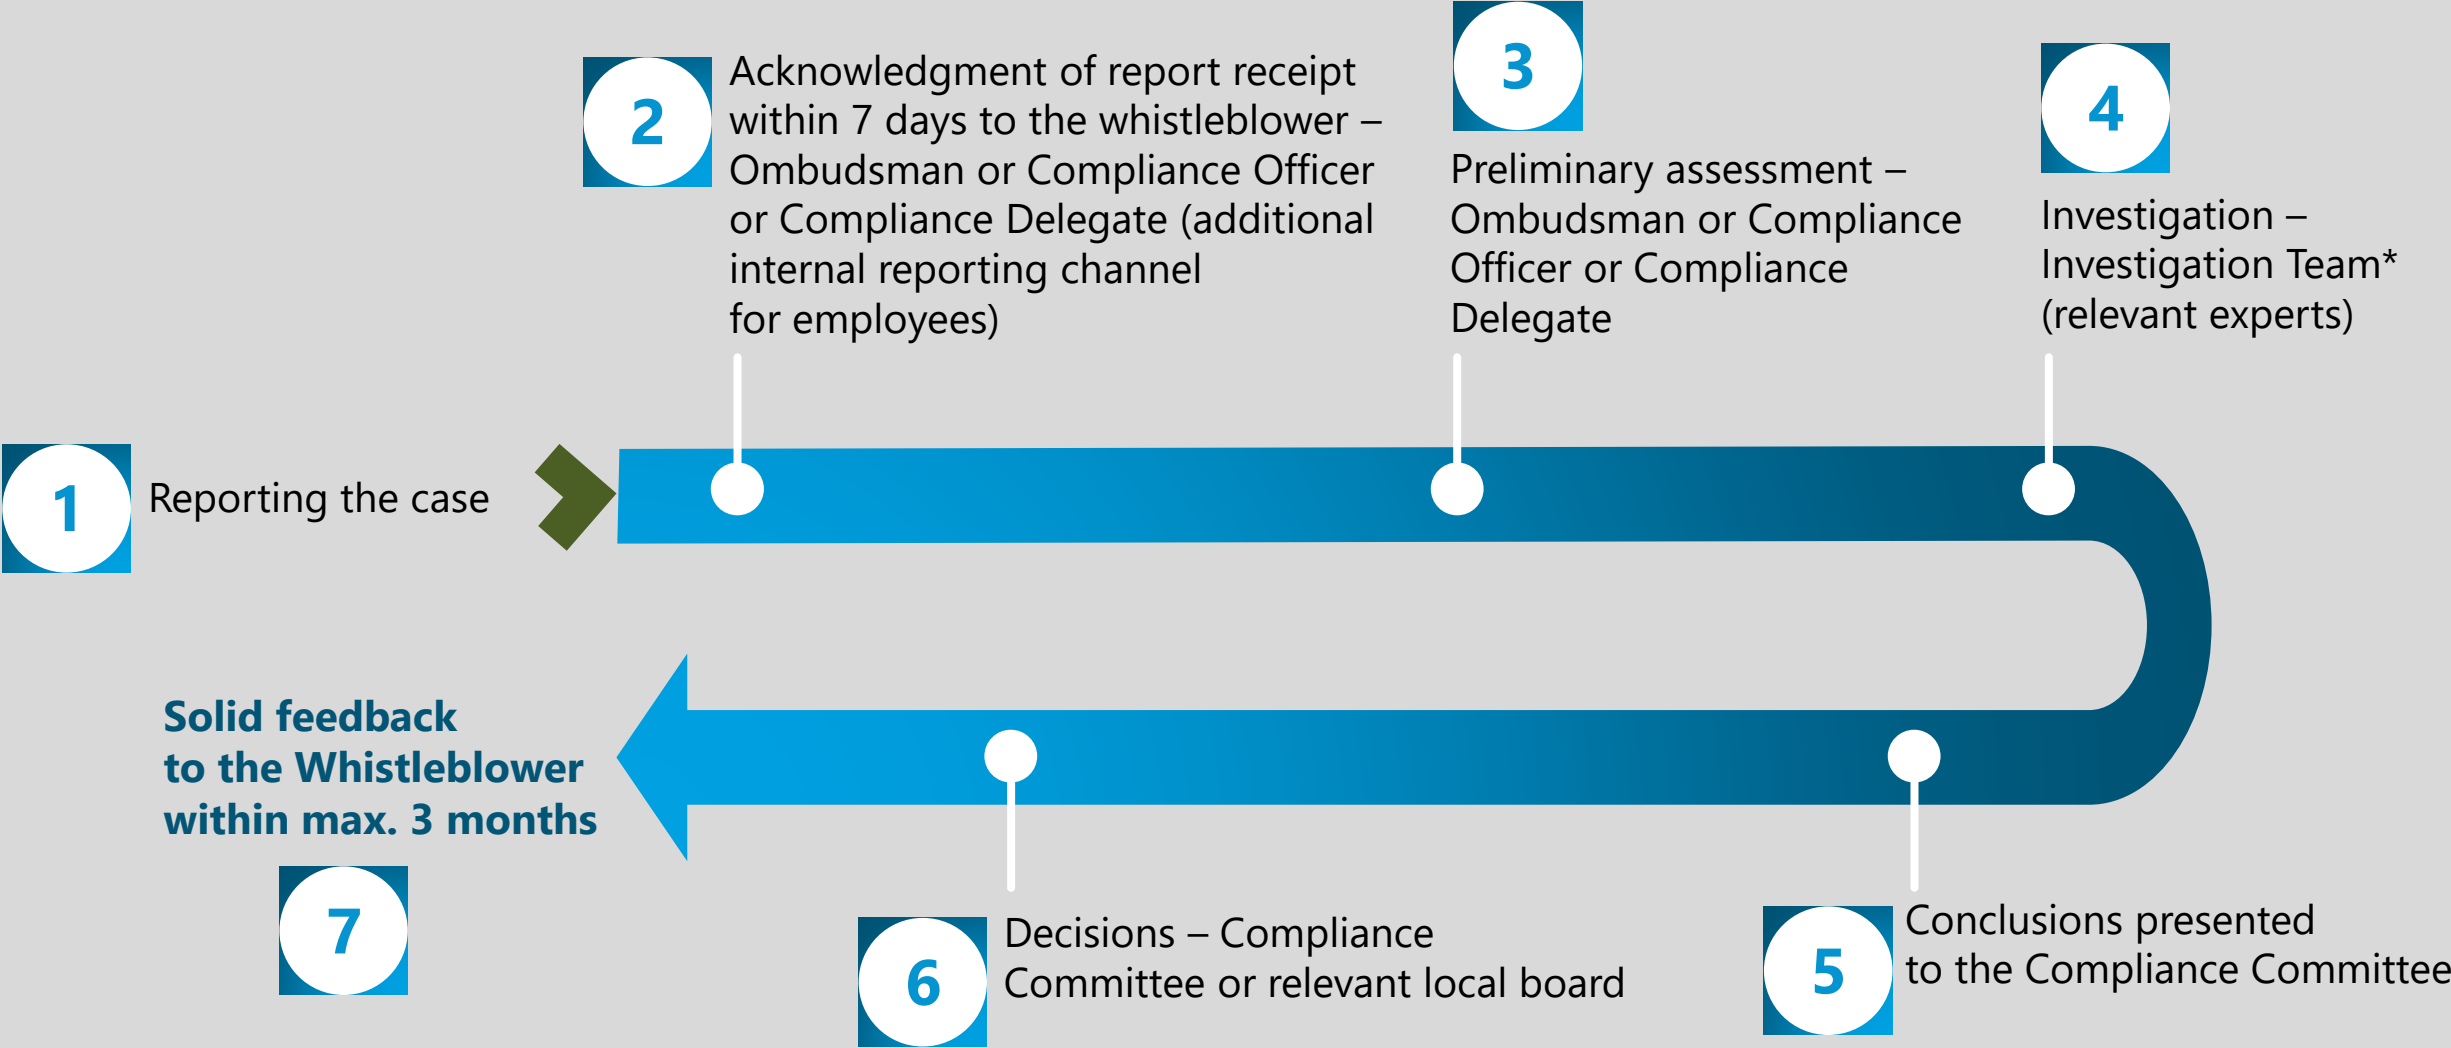 1
Reporting the case
2
Acknowledgment of report receipt
within 7 days to the whistleblower –
Ombudsman or Compliance Officer
or Compliance Delegate (additional
internal reporting channel
for employees)
3
Preliminary assessment –
Ombudsman or Compliance
Officer or Compliance
Delegate
4
Investigation –
Investigation Team*
(relevant experts)
5
Conclusions presented
to the Compliance Committee
6
Decisions – Compliance
Committee or relevant local board
Solid feedback
to the Whistleblower
within max. 3 months
7